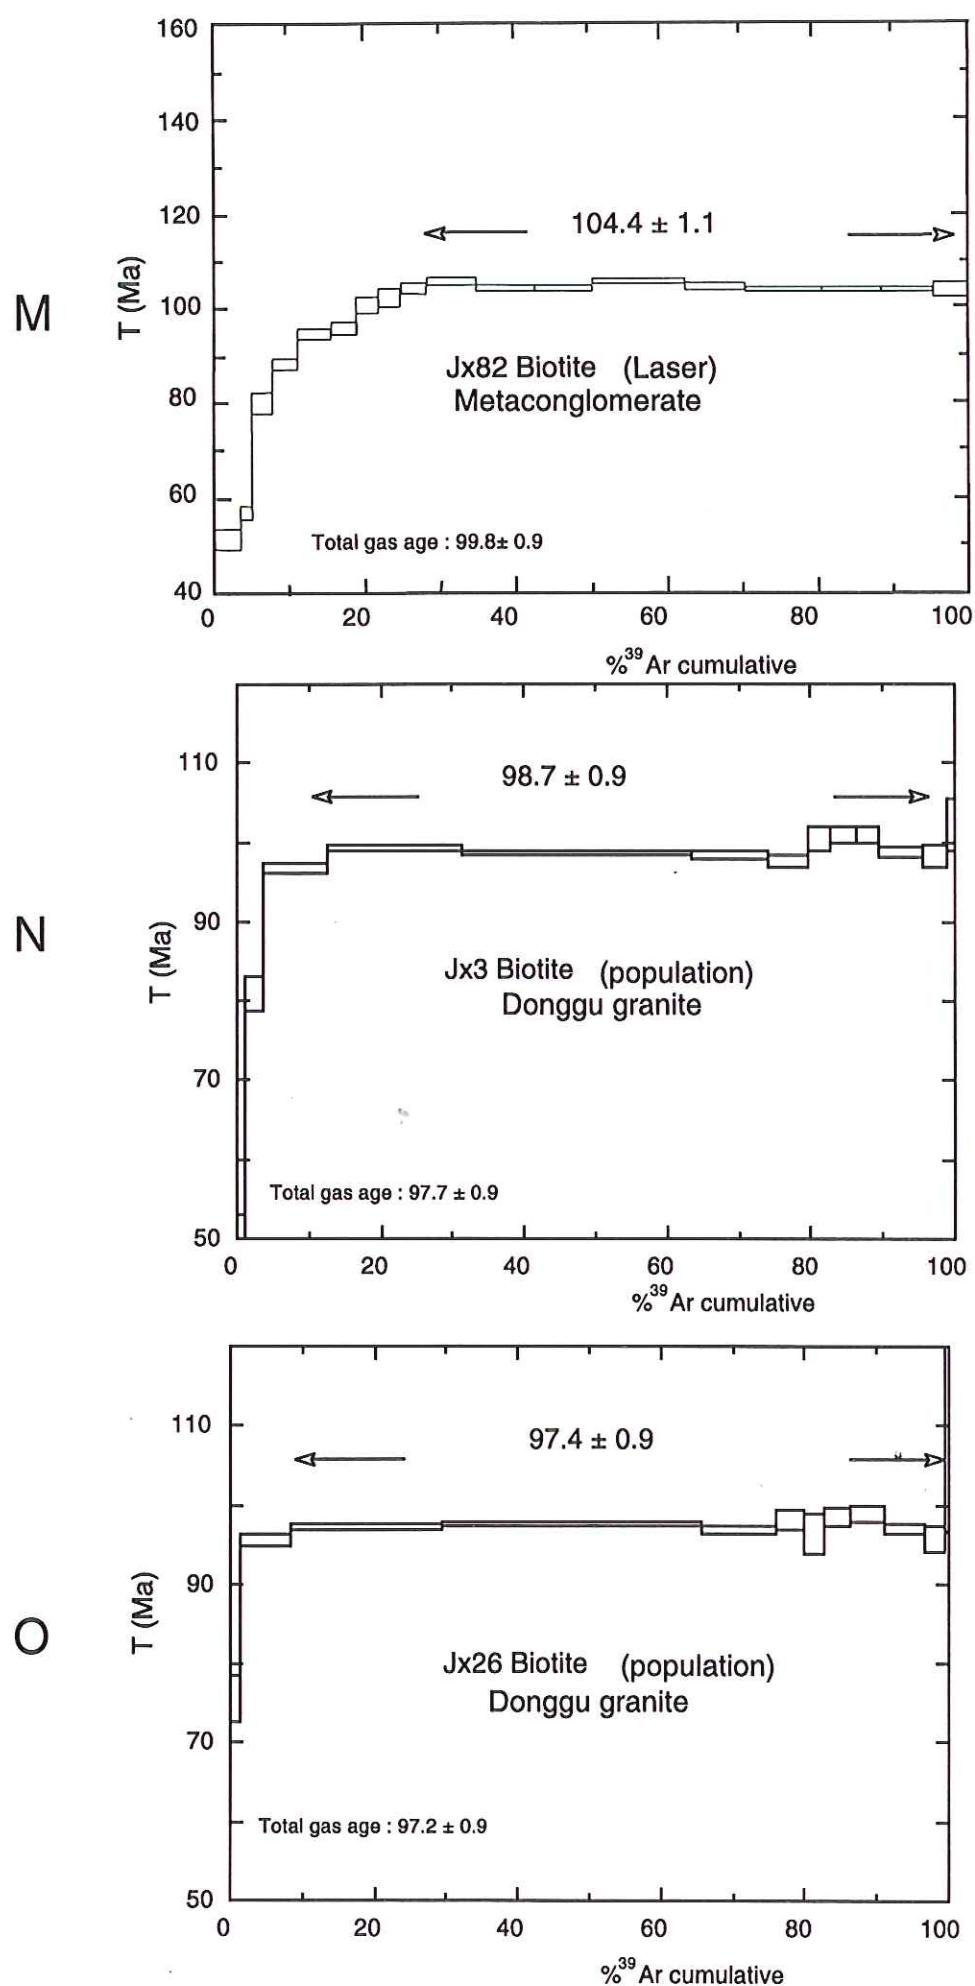 160
140
120
104.4 ± 1.1
M
T (Ma)
100
Jx82 Biotite (Laser)
80
Metaconglomerate
60
Total gas age : 99.8± 0.9
40
0 20 40 60 80 100
%³⁹Ar cumulative
110
98.7 ± 0.9
N
T (Ma)
90
Jx3 Biotite (population)
Donggu granite
70
Total gas age : 97.7 ± 0.9
50
0 20 40 60 80 100
%³⁹Ar cumulative
110
97.4 ± 0.9
90
O
T (Ma)
Jx26 Biotite (population)
Donggu granite
70
Total gas age : 97.2 ± 0.9
50
0 20 40 60 80 100
%³⁹Ar cumulative